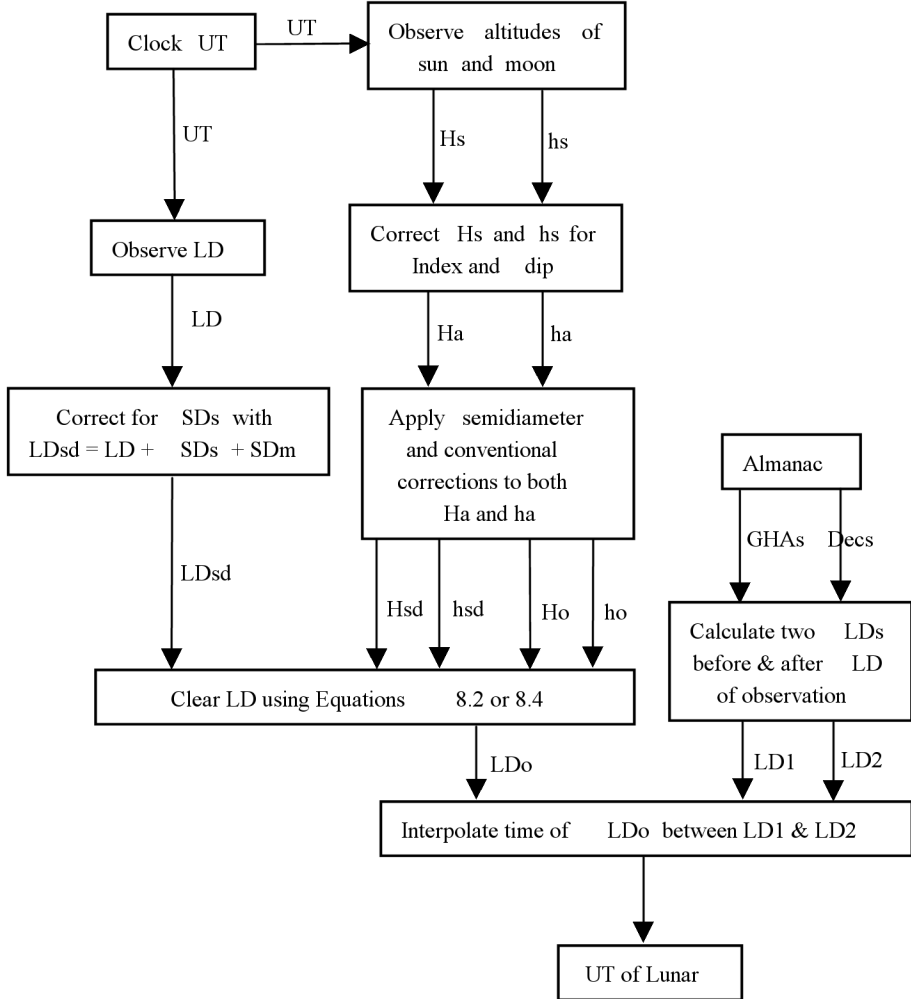 Clock UT
UT
Observe altitudes of
sun and moon
UT
Hs
hs
Observe LD
Correct Hs and hs for
Index and dip
LD
Ha
ha
Correct for SDs with
LDsd = LD + SDs + SDm
Apply semidiameter
and conventional
corrections to both
Ha and ha
Almanac
GHAs
Decs
LDsd
Hsd
hsd
Ho
ho
Calculate two LDs
before & after LD
of observation
Clear LD using Equations 8.2 or 8.4
LDo
LD1
LD2
Interpolate time of LDo between LD1 & LD2
UT of Lunar